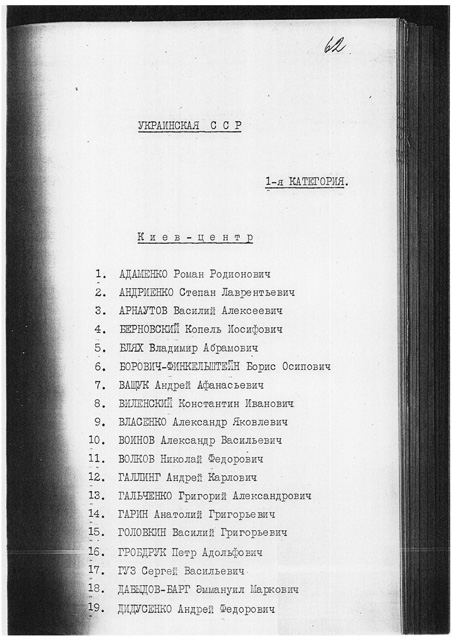 62
УКРАИНСКАЯ С С Р
1-я КАТЕГОРИЯ.
К и е в - ц е н т р
1. АДАМЕНКО Роман Родионович
2. АНДРИЕНКО Степан Лаврентьевич
3. АРНАУТОВ Василий Алексеевич
4. БЕРНОВСКИЙ Копель Иосифович
5. БЛЯХ Владимир Абрамович
6. БОРОВИЧ-ФИНКЕЛЬШТЕЙН Борис Осипович
7. ВАЩУК Андрей Афанасьевич
8. ВИЛЕНСКИЙ Константин Иванович
9. ВЛАСЕНКО Александр Яковлевич
10. ВОИНОВ Александр Васильевич
11. ВОЛКОВ Николай Федорович
12. ГАЛЛИНГ Андрей Карлович
13. ГАЛЬЧЕНКО Григорий Александрович
14. ГАРИН Анатолий Григорьевич
15. ГОЛОВКИН Василий Григорьевич
16. ГРОБДРУК Петр Адольфович
17. ГУЗ Сергей Васильевич
18. ДАВЫДОВ-БАРГ Эммануил Маркович
19. ДИДУСЕНКО Андрей Федорович